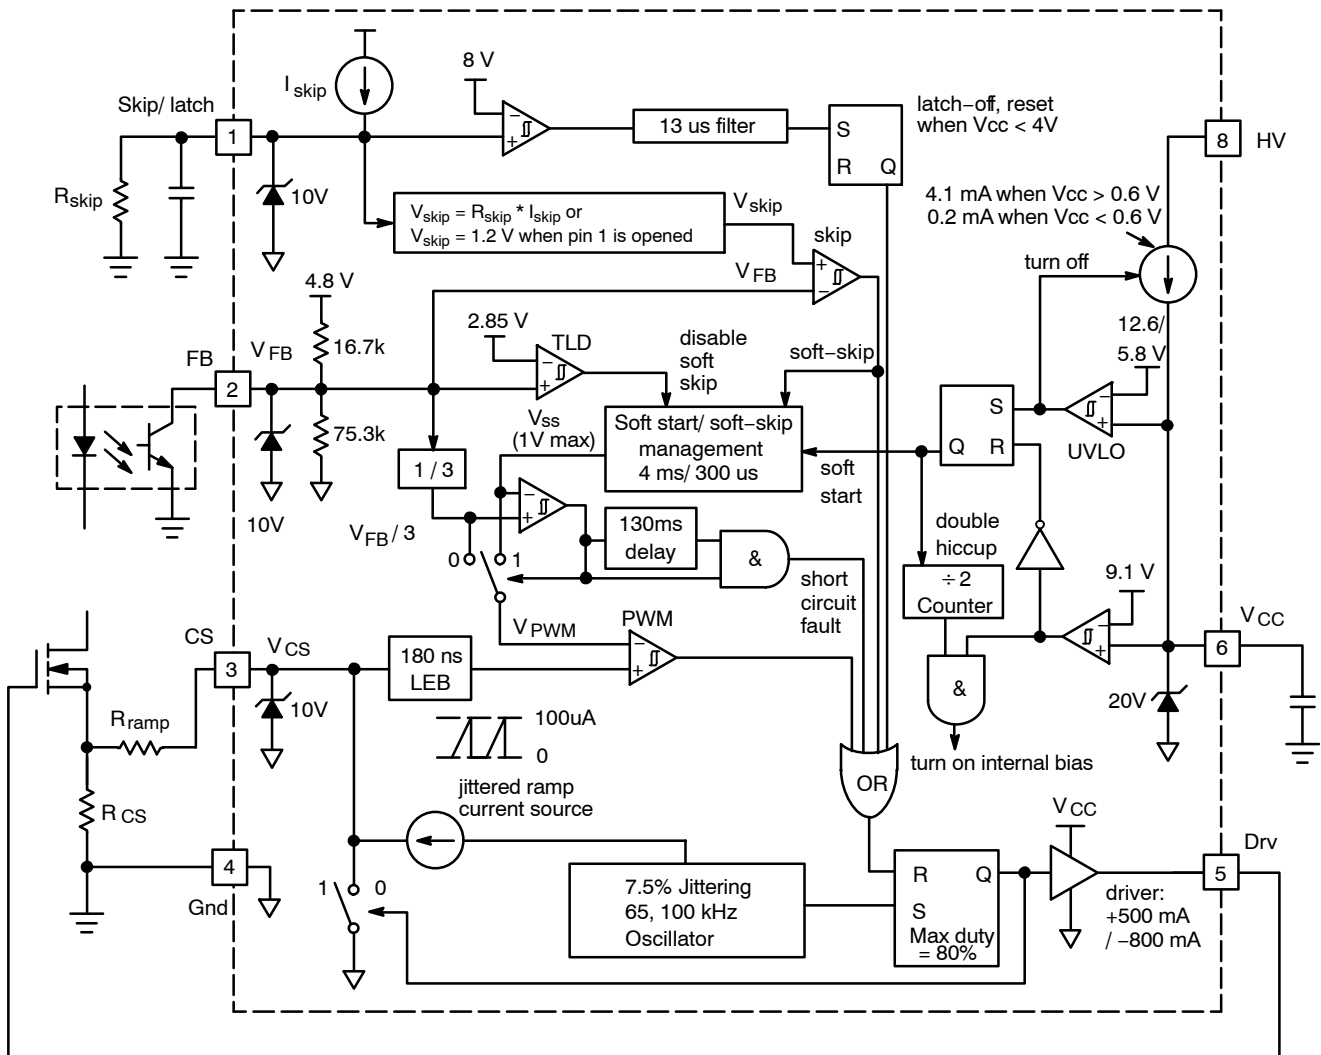 8 V
I skip
Skip/ latch
1
−
+
13 us filter
S
R
Q
latch−off, reset
when Vcc < 4V
8
HV
R skip
10V
V skip = R skip * I skip or
V skip = 1.2 V when pin 1 is opened
V skip
skip
+
−
4.1 mA when Vcc > 0.6 V
0.2 mA when Vcc < 0.6 V
turn off
V FB
4.8 V
16.7k
2.85 V
TLD
−
+
disable
soft
skip
soft−skip
12.6/
5.8 V
FB
V FB
2
75.3k
10V
1 / 3
V FB / 3
Vss
(1V max)
Soft start/ soft−skip
management
4 ms/ 300 us
soft
start
S
Q
R
−
+
UVLO
−
+
0
1
130ms
delay
&
short
circuit
fault
double
hiccup
÷ 2
Counter
9.1 V
−
+
V CC
6
CS
V CS
3
180 ns
LEB
V PWM
PWM
−
+
&
20V
10V
R ramp
100uA
0
turn on internal bias
OR
R CS
jittered ramp
current source
V CC
Drv
4
Gnd
1
0
7.5% Jittering
65, 100 kHz
Oscillator
R
Q
S
Max duty
= 80%
5
driver:
+500 mA
/ −800 mA